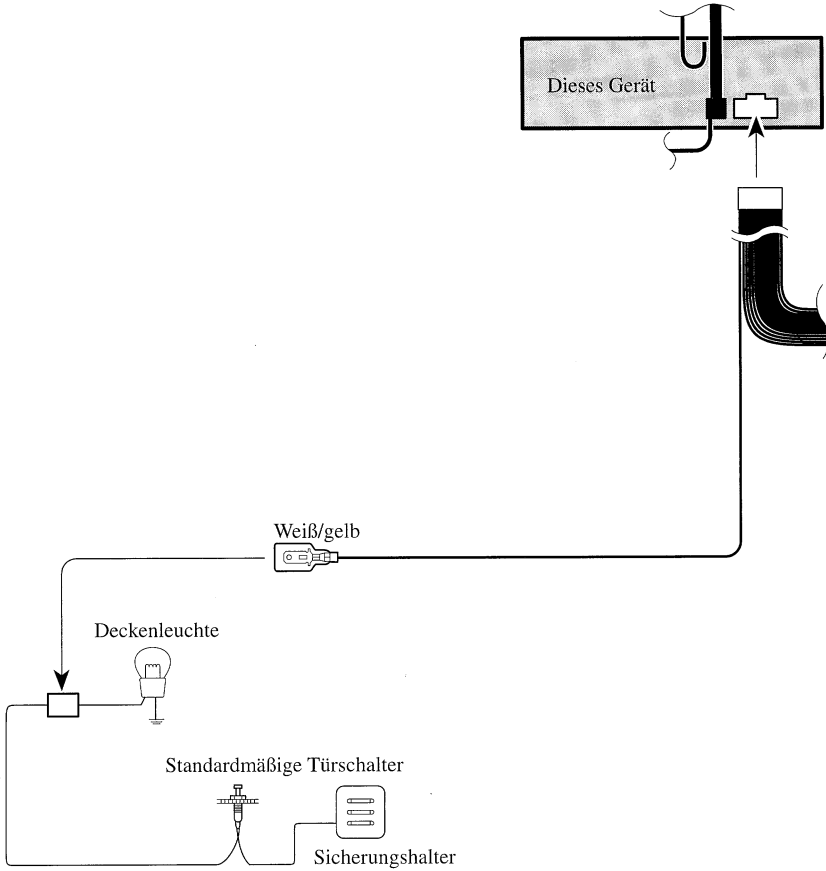 Dieses Gerät
Weiß/gelb
Deckenleuchte
Standardmäßige Türschalter
Sicherungshalter